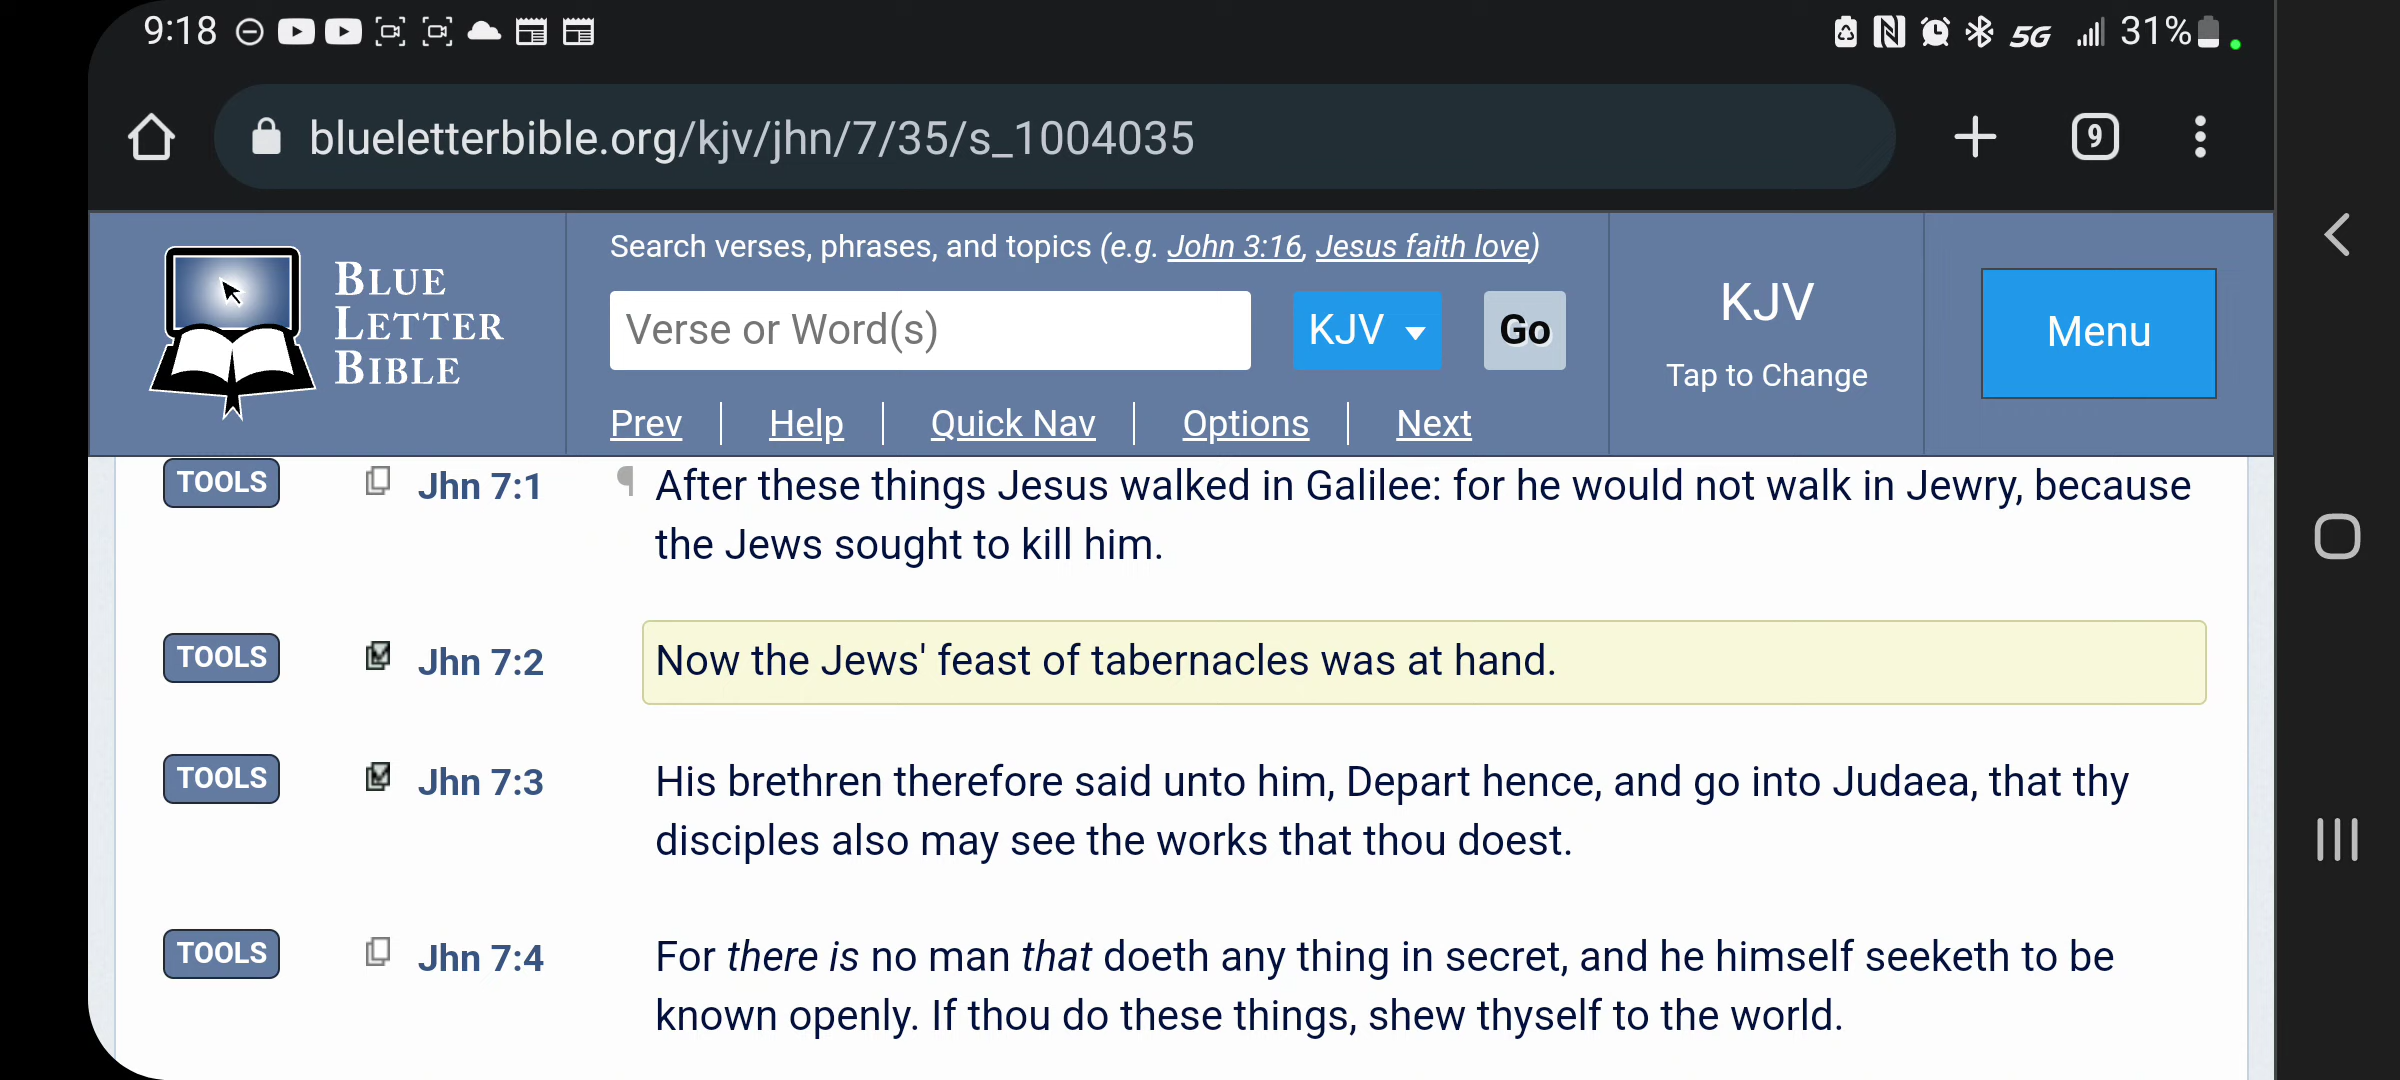 9:18 5G 31%
blueletterbible.org/kjv/jhn/7/35/s_1004035 9
BLUE
LETTER
BIBLE
Search verses, phrases, and topics (e.g. John 3:16, Jesus faith love)
Verse or Word(s) KJV Go
Prev | Help | Quick Nav | Options | Next
KJV
Tap to Change
Menu
TOOLS Jhn 7:1 ¶ After these things Jesus walked in Galilee: for he would not walk in Jewry, because
the Jews sought to kill him.
TOOLS Jhn 7:2 Now the Jews' feast of tabernacles was at hand.
TOOLS Jhn 7:3 His brethren therefore said unto him, Depart hence, and go into Judaea, that thy
disciples also may see the works that thou doest.
TOOLS Jhn 7:4 For there is no man that doeth any thing in secret, and he himself seeketh to be
known openly. If thou do these things, shew thyself to the world.